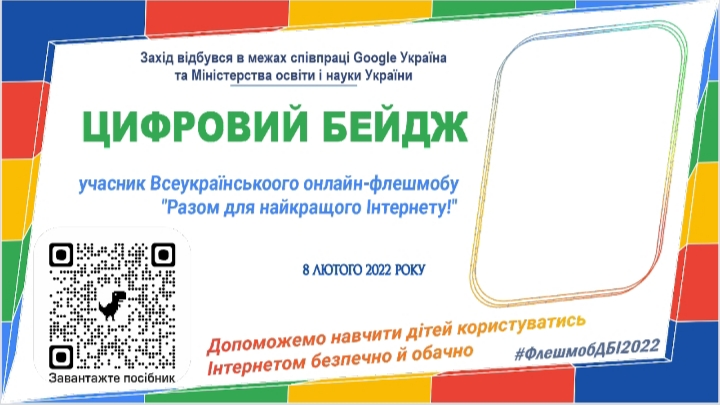 Захід відбувся в межах співпраці Google Україна
та Міністерства освіти і науки України
ЦИФРОВИЙ БЕЙДЖ
учасник Всеукраїнськоого онлайн-флешмобу
"Разом для найкращого Інтернету!"
8 ЛЮТОГО 2022 РОКУ
Допоможемо навчити дітей користуватись
Інтернетом безпечно й обачно
#ФлешмобДБІ2022
Завантажте посібник